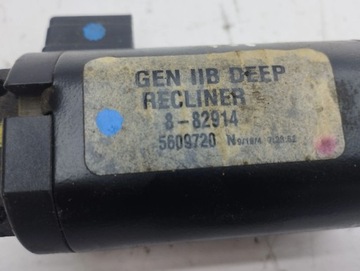 GEN IIB DEEP
RECLINER
8-82914
5609720